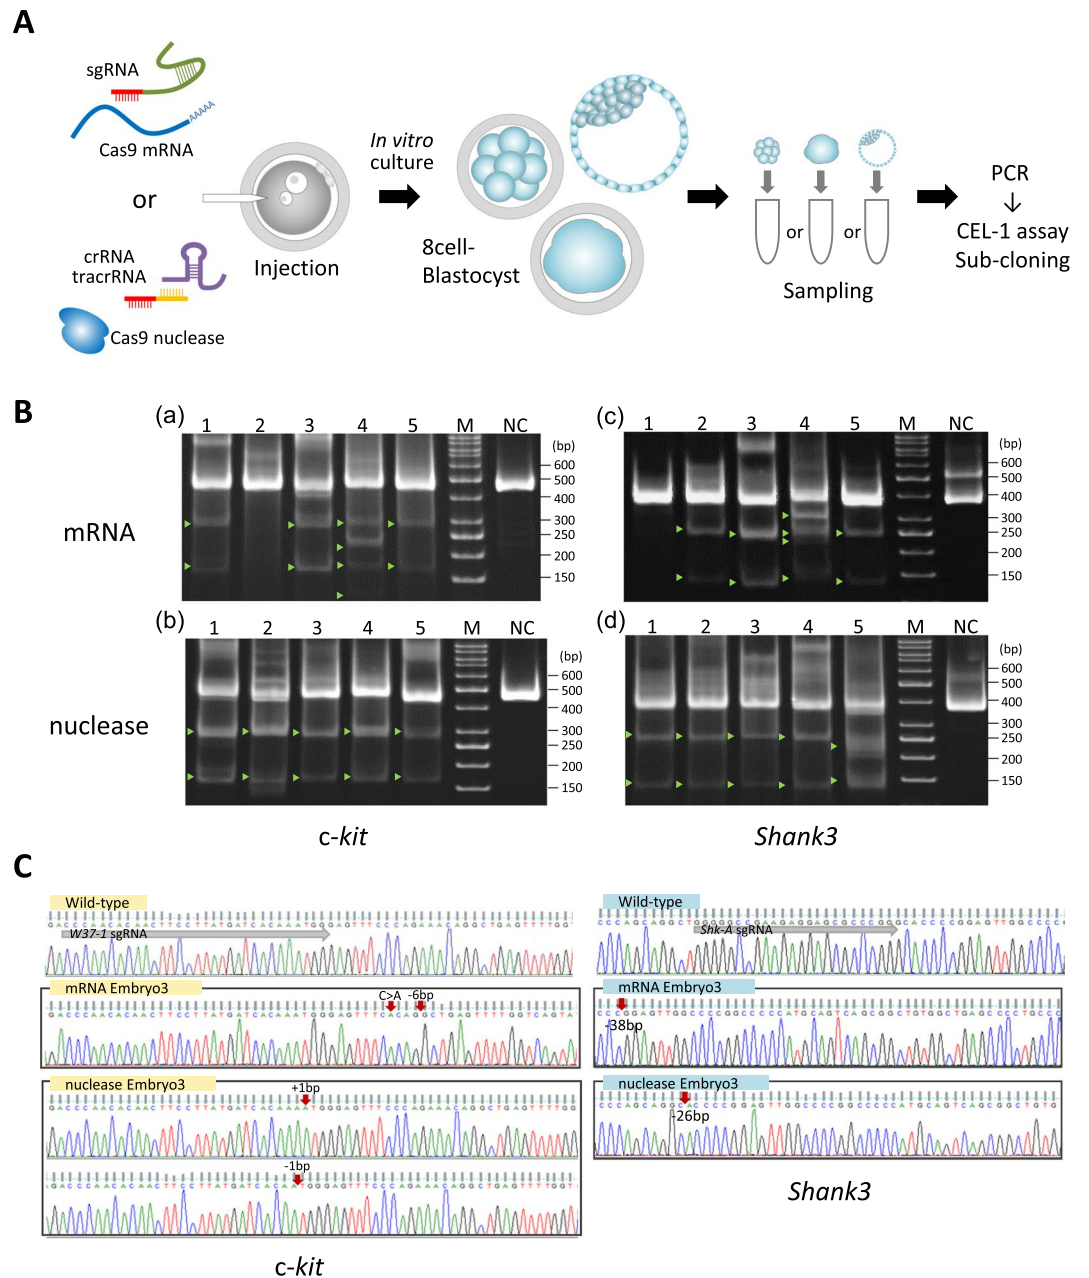 A
sgRNA
AAAAA
Cas9 mRNA
or
crRNA
tracrRNA
Cas9 nuclease
Injection
In vitro
culture
8cell-
Blastocyst
or
or
Sampling
PCR
CEL-1 assay
Sub-cloning
B
(a)
1 2 3 4 5 M NC
(bp)
600
500
400
300
250
200
150
mRNA
(c)
1 2 3 4 5 M NC
(bp)
600
500
400
300
250
200
150
(b)
1 2 3 4 5 M NC
(bp)
600
500
400
300
250
200
150
nuclease
(d)
1 2 3 4 5 M NC
(bp)
600
500
400
300
250
200
150
c-kit
Shank3
C
Wild-type
W37-1 sgRNA
mRNA Embryo3
C>A -6bp
nuclease Embryo3
+1bp
-1bp
c-kit
Wild-type
Shk-A sgRNA
mRNA Embryo3
-38bp
nuclease Embryo3
-26bp
Shank3